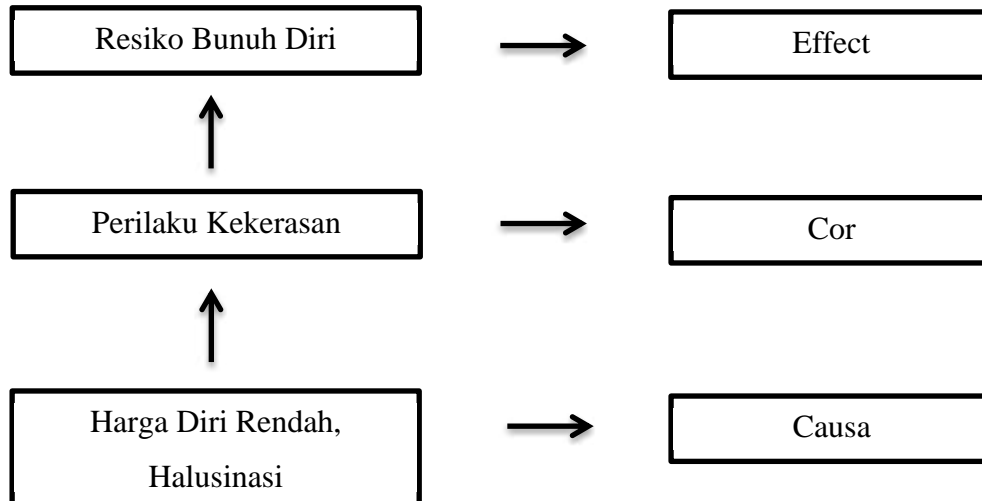 Resiko Bunuh Diri
Effect
Perilaku Kekerasan
Cor
Harga Diri Rendah,
Halusinasi
Causa